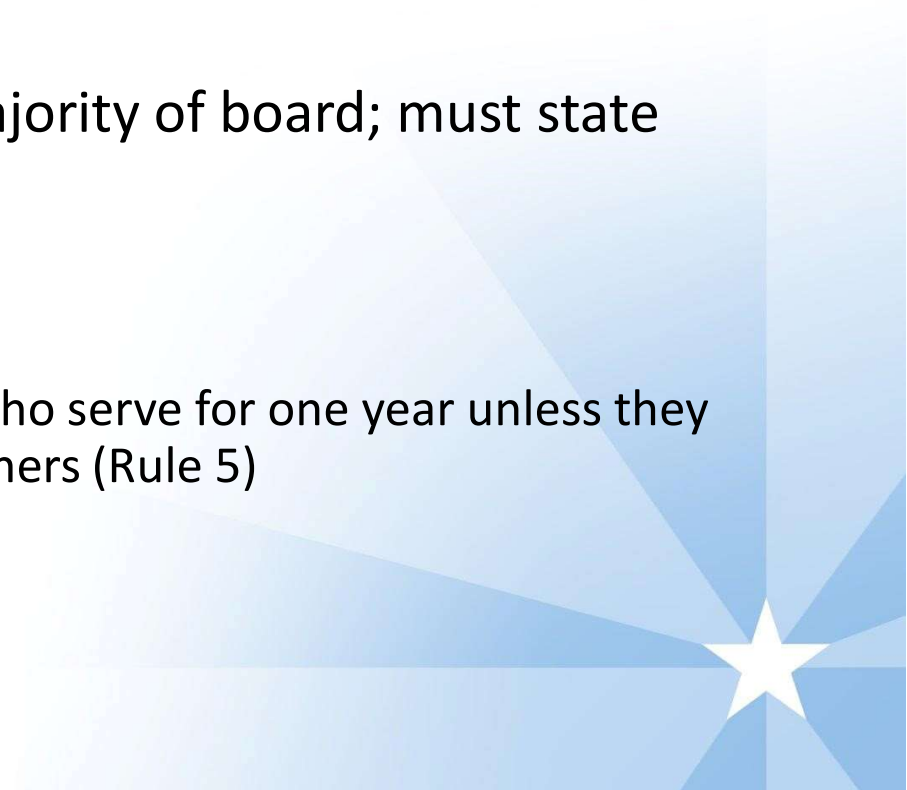 jority of board; must state
ho serve for one year unless they
ners (Rule 5)